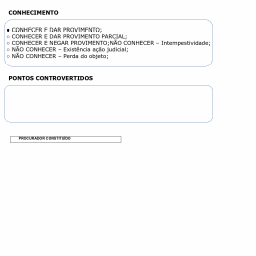 CONHECIMENTO
● CONHECER E DAR PROVIMENTO;
○ CONHECER E DAR PROVIMENTO PARCIAL;
○ CONHECER E NEGAR PROVIMENTO;NÃO CONHECER – Intempestividade;
○ NÃO CONHECER – Existência ação judicial;
○ NÃO CONHECER – Perda do objeto;
PONTOS CONTROVERTIDOS
PROCURADOR CONSTITUÍDO